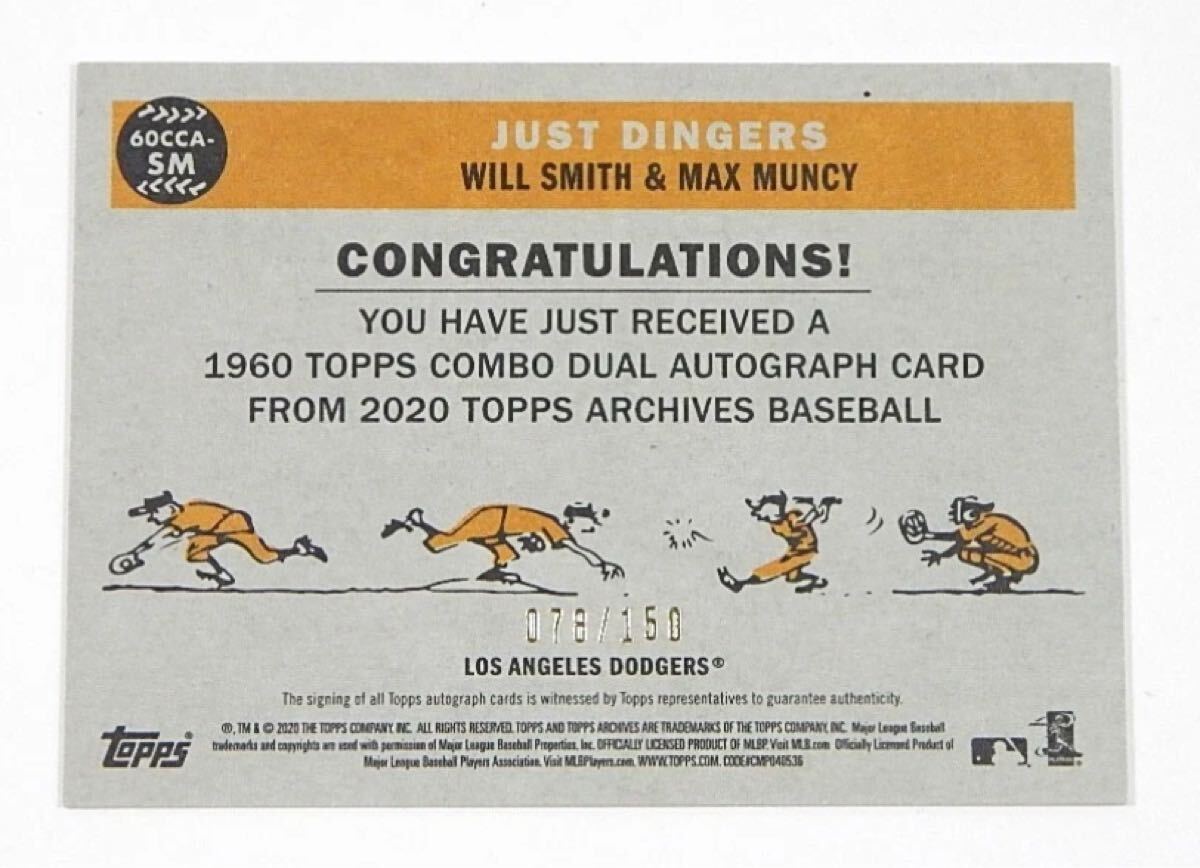 60CCA-
SM
JUST DINGERS
WILL SMITH & MAX MUNCY
CONGRATULATIONS!
YOU HAVE JUST RECEIVED A
1960 TOPPS COMBO DUAL AUTOGRAPH CARD
FROM 2020 TOPPS ARCHIVES BASEBALL
078/150
LOS ANGELES DODGERS®
The signing of all Topps autograph cards is witnessed by Topps representatives to guarantee authenticity.
®, TM & © 2020 THE TOPPS COMPANY, INC. ALL RIGHTS RESERVED. TOPPS AND TOPPS ARCHIVES ARE TRADEMARKS OF THE TOPPS COMPANY, INC. Major League Baseball
trademarks and copyrights are used with permission of Major League Baseball Properties, Inc. OFFICIALLY LICENSED PRODUCT OF MLBP. Visit MLB.com Officially Licensed Product of
Major League Baseball Players Association. Visit MLBPlayers.com. WWW.TOPPS.COM. CODE#CMP040536
TOPPS®